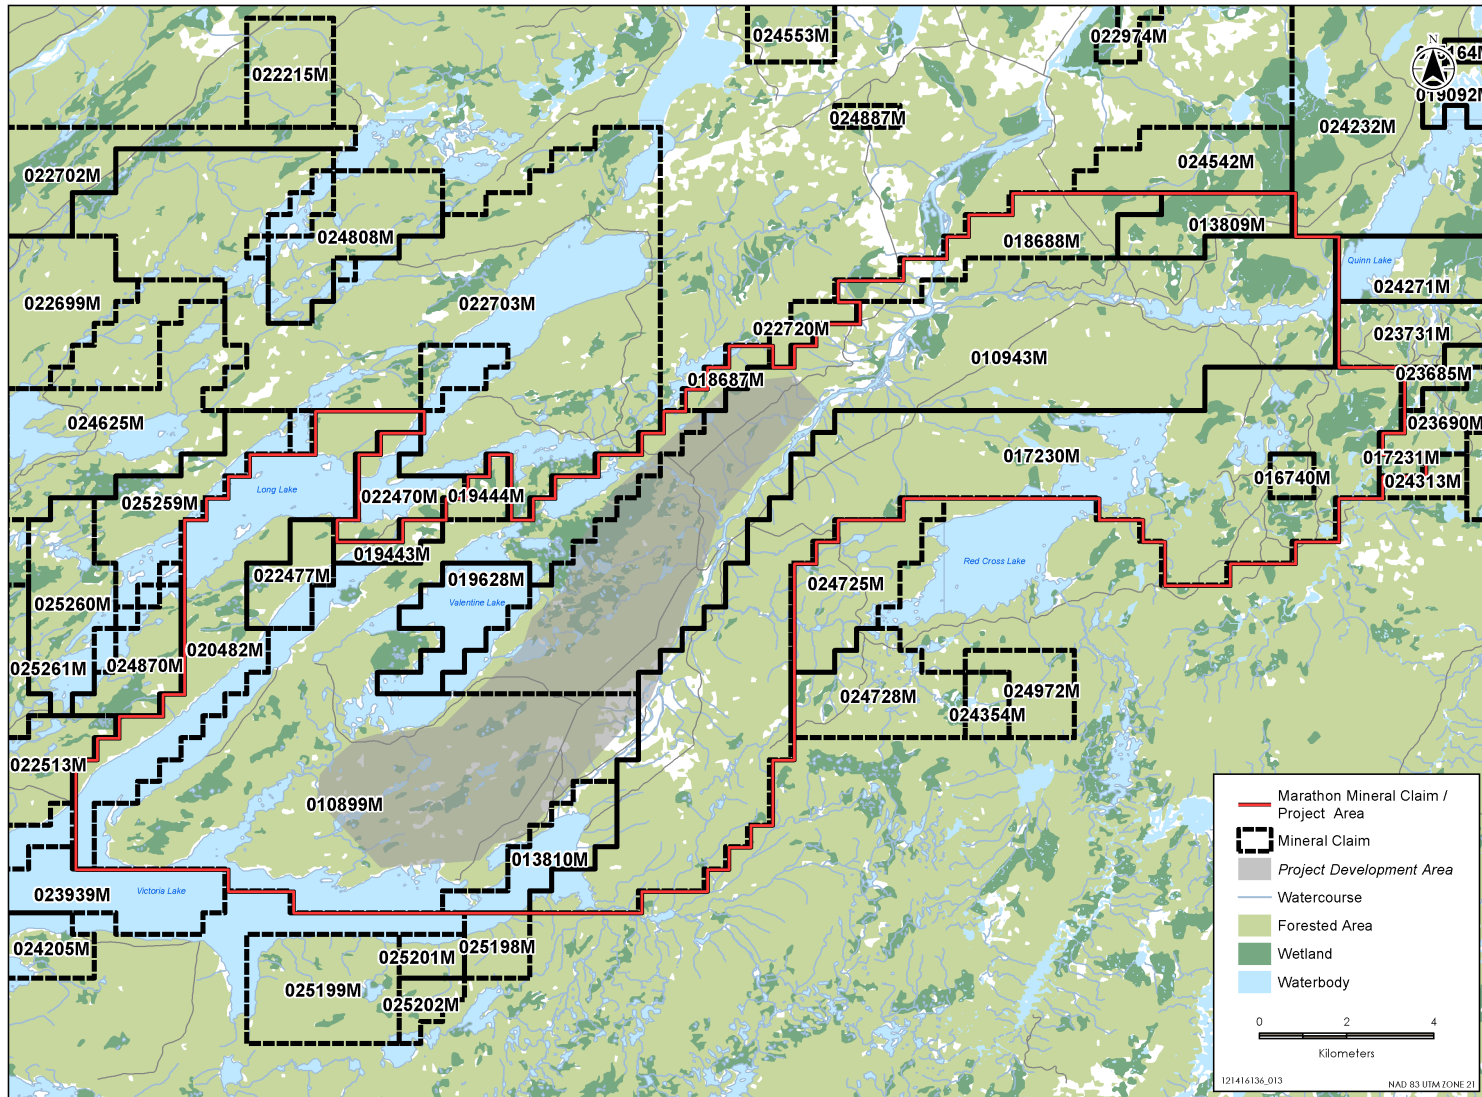 024553M
022974M
N
164M
022215M
019092M
024887M
024232M
024542M
022702M
013809M
024808M
018688M
Quinn Lake
024271M
022699M
022703M
022720M
023731M
010943M
018687M
023685M
024625M
023690M
017230M
017231M
016740M
024313M
Long Lake
022470M
019444M
025259M
019443M
Red Cross Lake
022477M
019628M
024725M
025260M
Valentine Lake
020482M
025261M
024870M
024728M
024972M
024354M
022513M
010899M
013810M
023939M
Victoria Lake
024205M
025201M
025198M
025199M
025202M
Marathon Mineral Claim /
Project Area
Mineral Claim
Project Development Area
Watercourse
Forested Area
Wetland
Waterbody
0 2 4
Kilometers
121416136_013
NAD 83 UTM ZONE 21